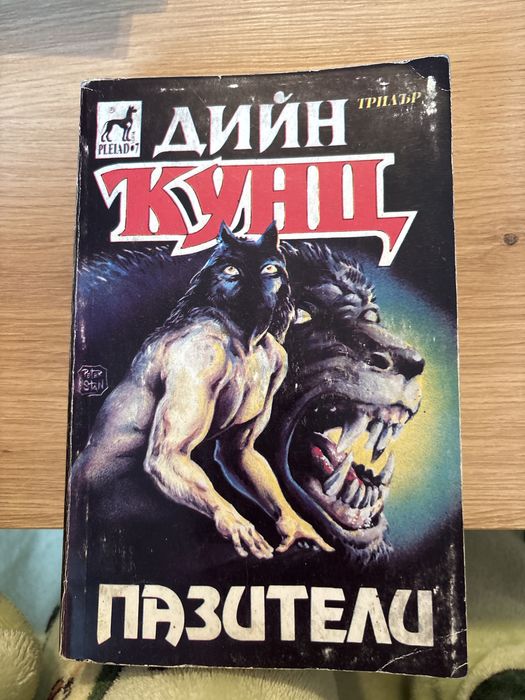 ТРИЛЪР
PLEIAD 7
ДИЙН
КУНЦ
Peter
Stan
ПАЗИТЕЛИ